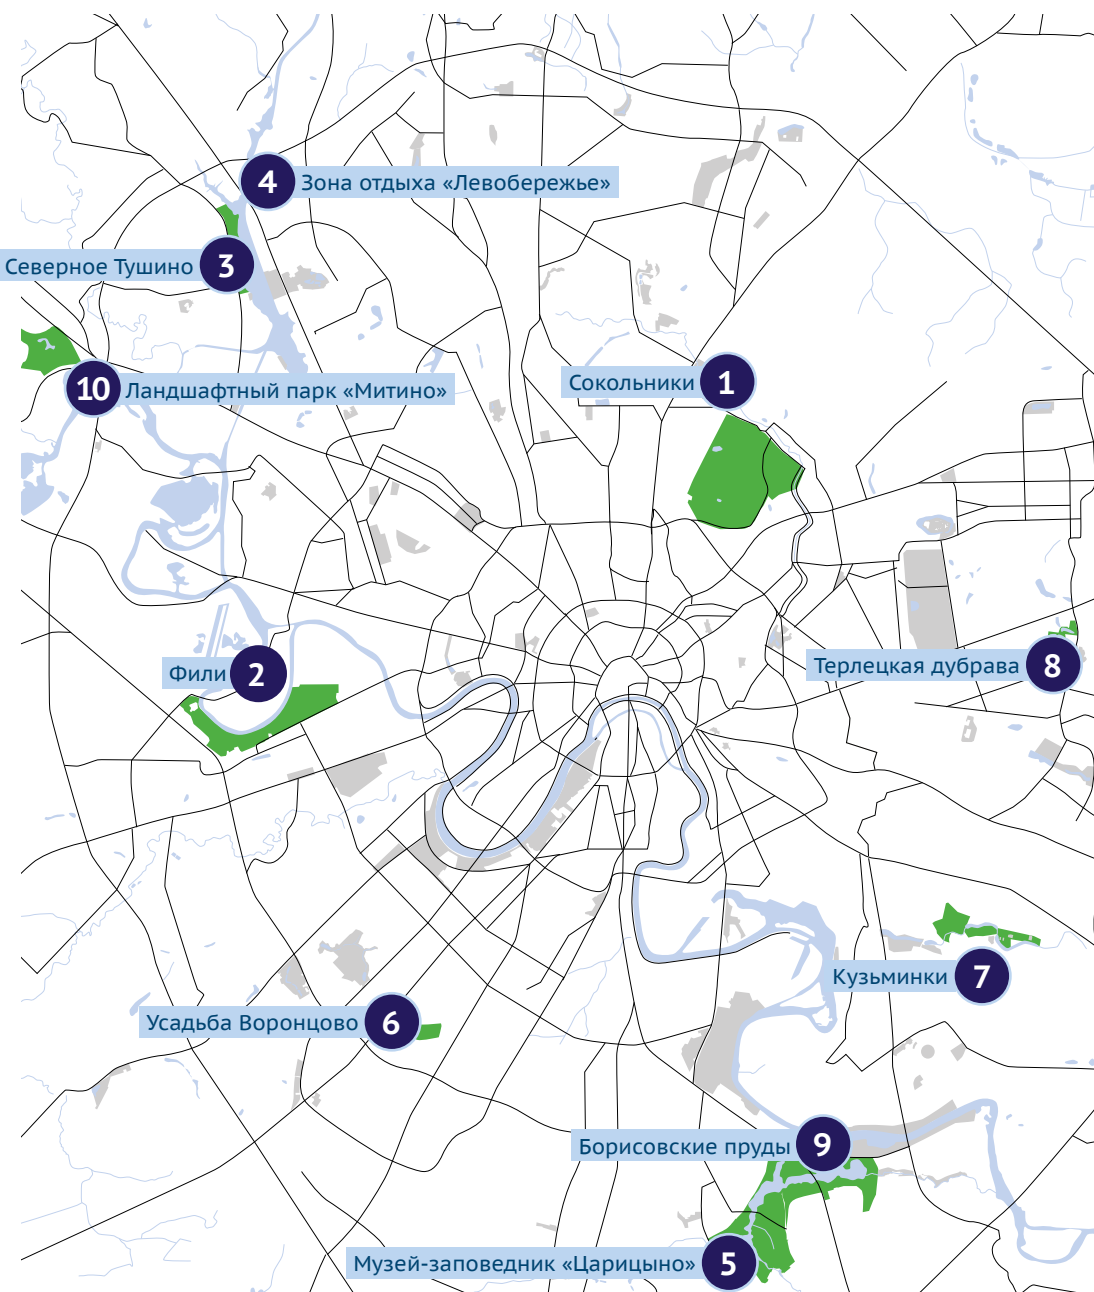 4 Зона отдыха «Левобережье»
Северное Тушино 3
Сокольники 1
10 Ландшафтный парк «Митино»
Терлецкая дубрава 8
Фили 2
Кузьминки 7
Усадьба Воронцово 6
Борисовские пруды 9
Музей-заповедник «Царицыно» 5